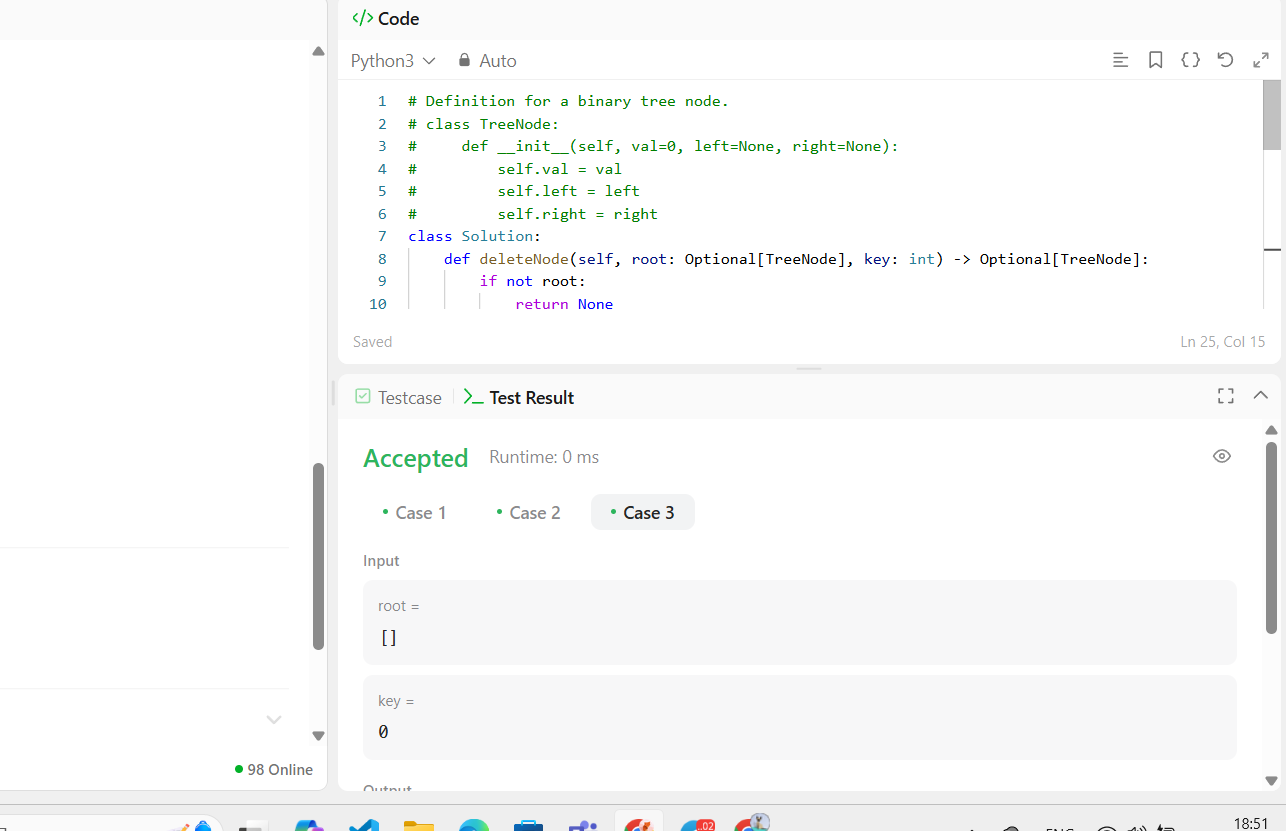 </> Code
Python3 Auto
1 # Definition for a binary tree node.
2 # class TreeNode:
3 #     def __init__(self, val=0, left=None, right=None):
4 #         self.val = val
5 #         self.left = left
6 #         self.right = right
7 class Solution:
8     def deleteNode(self, root: Optional[TreeNode], key: int) -> Optional[TreeNode]:
9         if not root:
10             return None
Saved Ln 25, Col 15
Testcase >_ Test Result
Accepted Runtime: 0 ms
• Case 1 • Case 2 • Case 3
Input
root =
[]
key =
0
98 Online
Output
02
ENG
18:51